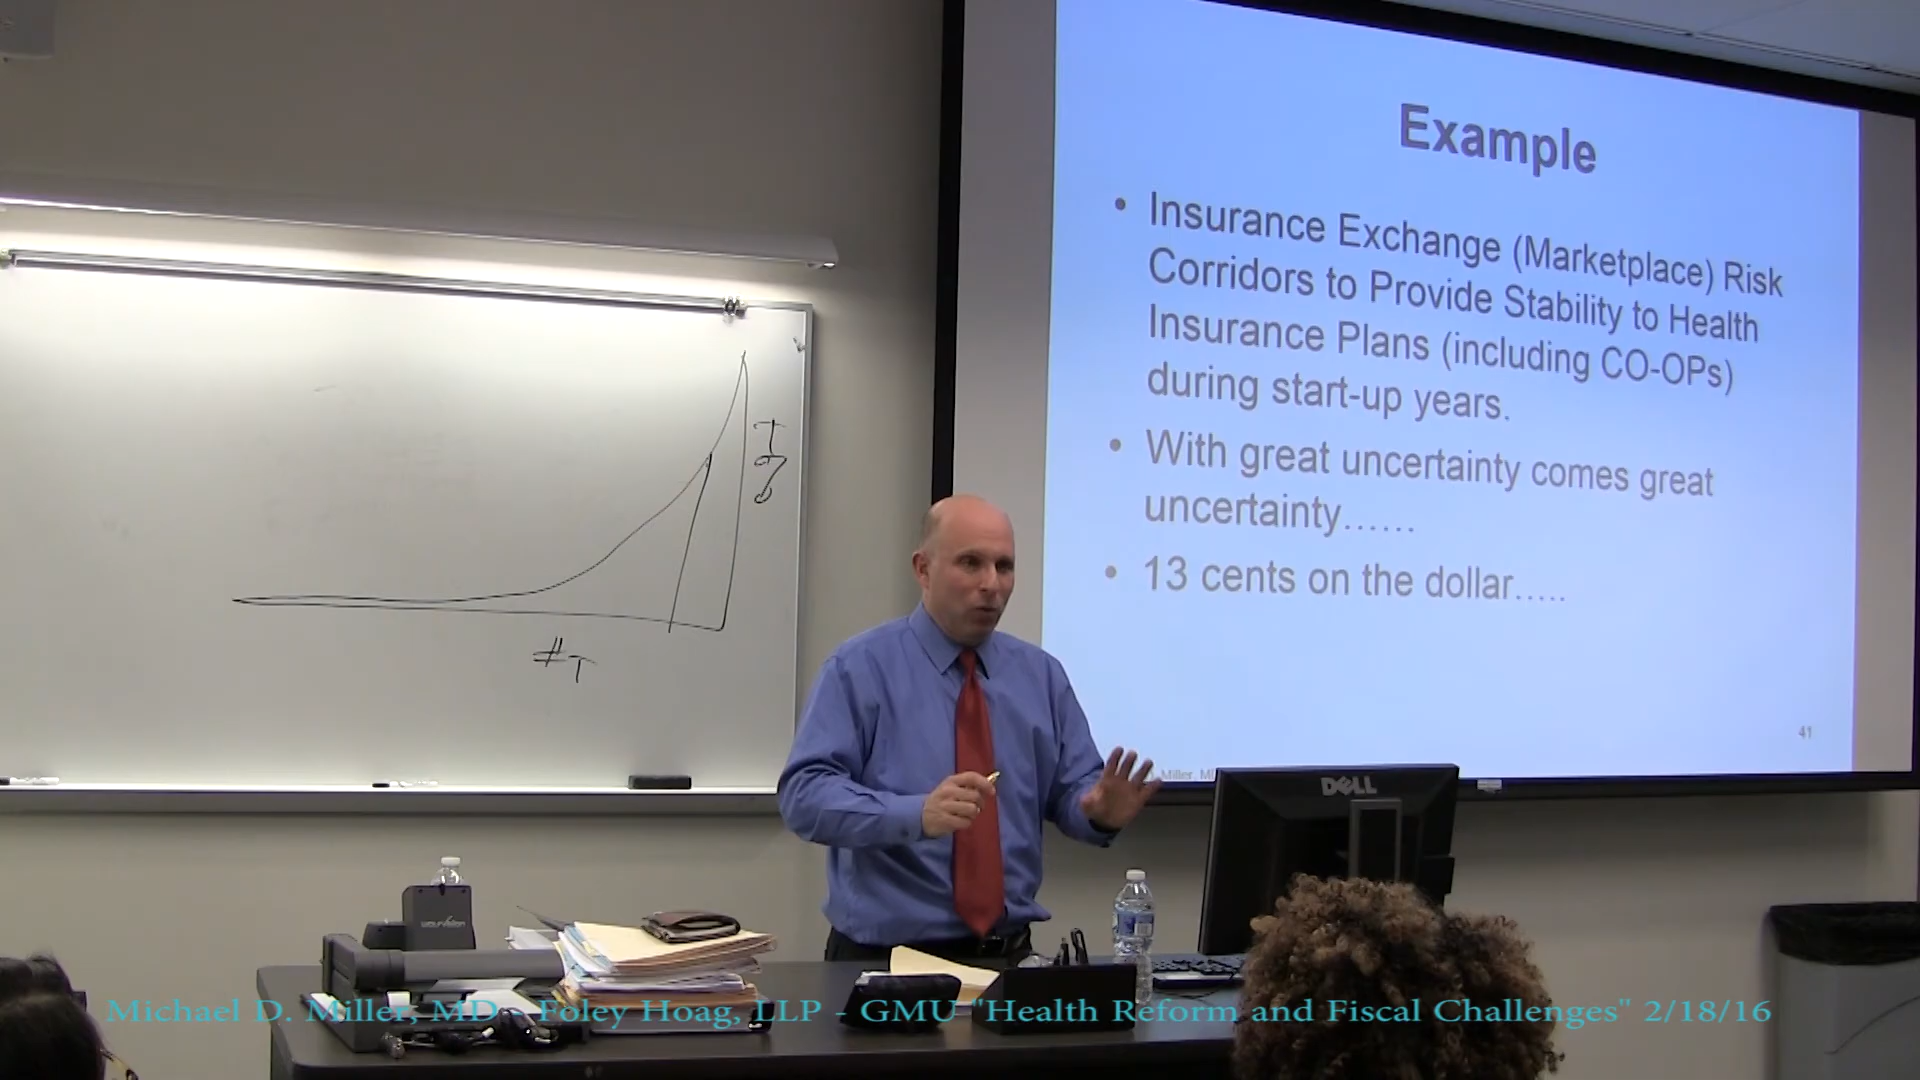 Example
• Insurance Exchange (Marketplace) Risk
Corridors to Provide Stability to Health
Insurance Plans (including CO-OPs)
during start-up years.
• With great uncertainty comes great
uncertainty……
• 13 cents on the dollar…..
41
Miller,
DELL
Michael D. Miller, MD - Foley Hoag, LLP - GMU "Health Reform and Fiscal Challenges" 2/18/16